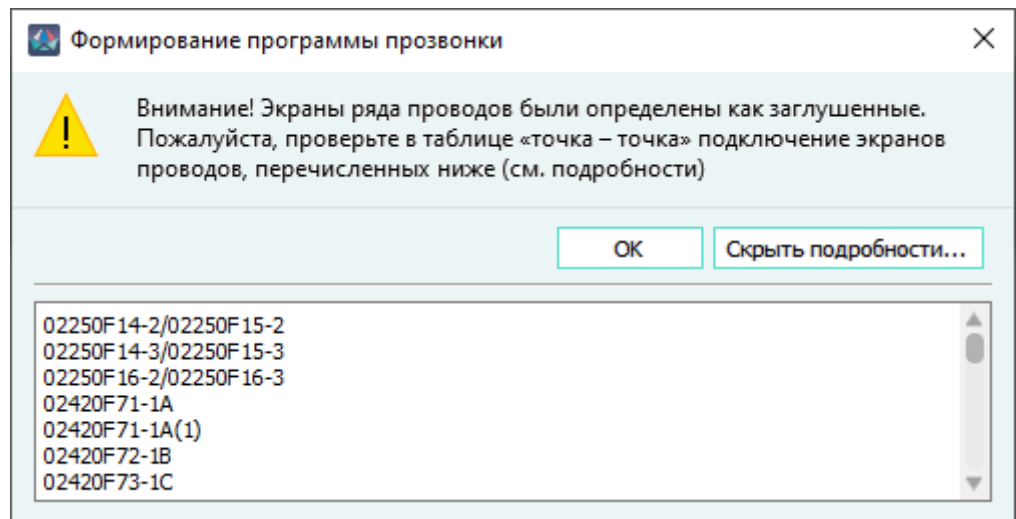 Формирование программы прозвонки
Внимание! Экраны ряда проводов были определены как заглушенные.
Пожалуйста, проверьте в таблице «точка – точка» подключение экранов
проводов, перечисленных ниже (см. подробности)
OK
Скрыть подробности...
02250F14-2/02250F15-2
02250F14-3/02250F15-3
02250F16-2/02250F16-3
02420F71-1A
02420F71-1A(1)
02420F72-1B
02420F73-1C